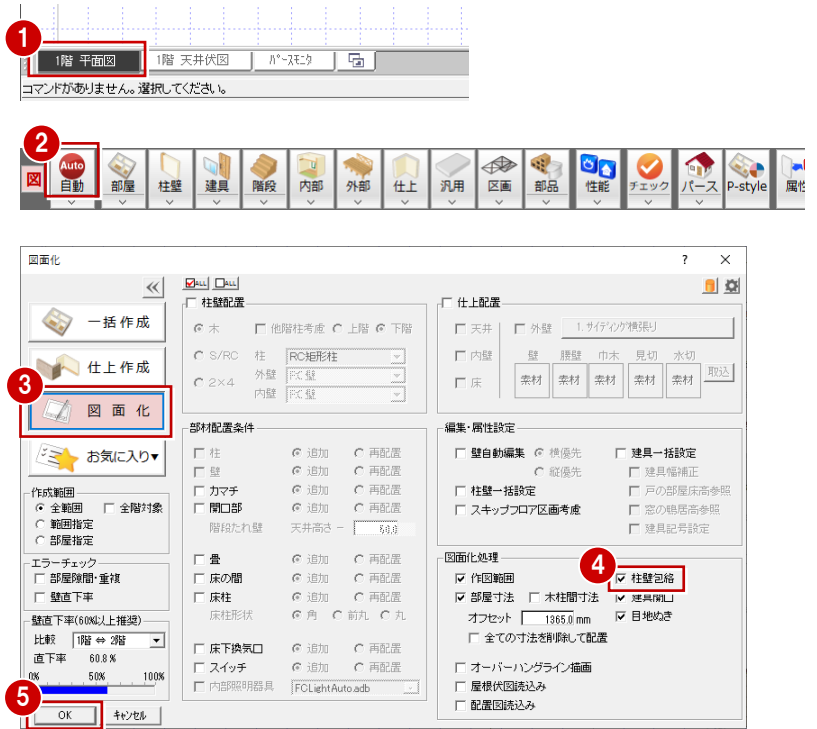 1
1階 平面図 1階 天井伏図 パースモニタ
コマンドがありません。選択してください。
2
図 Auto 自動 部屋 柱壁 建具 階段 内部 外部 仕上 汎用 区画 部品 性能 チェック パース P-style 属性
図面化 ? ×
≪ ALL ALL
一括作成
仕上作成
3
図面化
お気に入り▼
作成範囲
全範囲 全階対象
範囲指定
部屋指定
エラーチェック
部屋隙間・重複
壁直下率
壁直下率(60%以上推奨)
比較 1階 ⇔ 2階
直下率 60.8 %
0% 50% 100%
5
OK キャンセル
柱壁配置
木 他階柱考慮 上階 下階
S/RC 柱 RC矩形柱
2×4 外壁 RC壁
内壁 RC壁
部材配置条件
柱 追加 再配置
壁 追加 再配置
カマチ 追加 再配置
開口部 追加 再配置
階段たれ壁 天井高さ − 50.0
畳 追加 再配置
床の間 追加 再配置
床柱 追加 再配置
床柱形状 角 前丸 丸
床下換気口 追加 再配置
スイッチ 追加 再配置
内部照明器具 FCLightAuto.adb
仕上配置
天井 外壁 1. サイディング横張り
内壁 壁 腰壁 巾木 見切 水切
床 素材 素材 素材 素材 素材 取込
編集・属性設定
壁自動編集 横優先 建具一括設定
縦優先 建具幅補正
柱壁一括設定 戸の部屋床高参照
スキップフロア区画考慮 窓の鴨居高参照
建具記号設定
図面化処理
4
作図範囲 柱壁包絡
部屋寸法 木柱間寸法 建具開口
オフセット 1365.0 mm 目地ぬき
全ての寸法を削除して配置
オーバーハングライン描画
屋根伏図読込み
配置図読込み